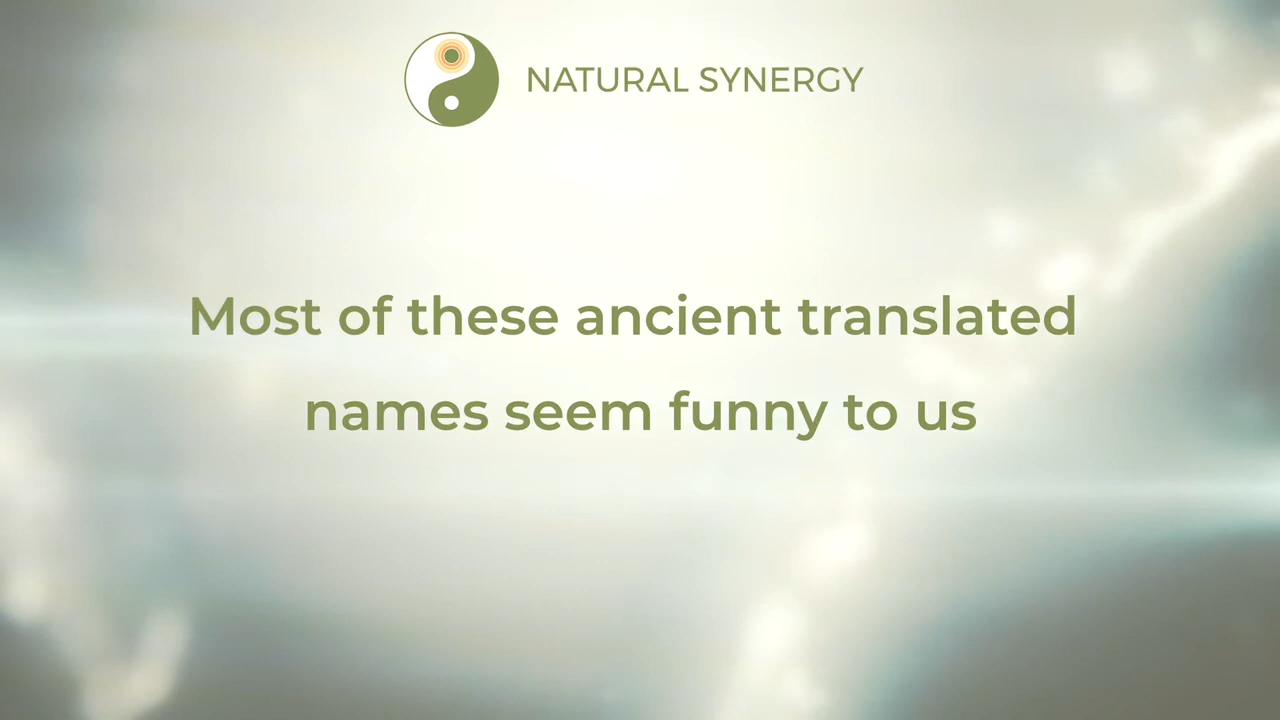 NATURAL SYNERGY
Most of these ancient translated
names seem funny to us